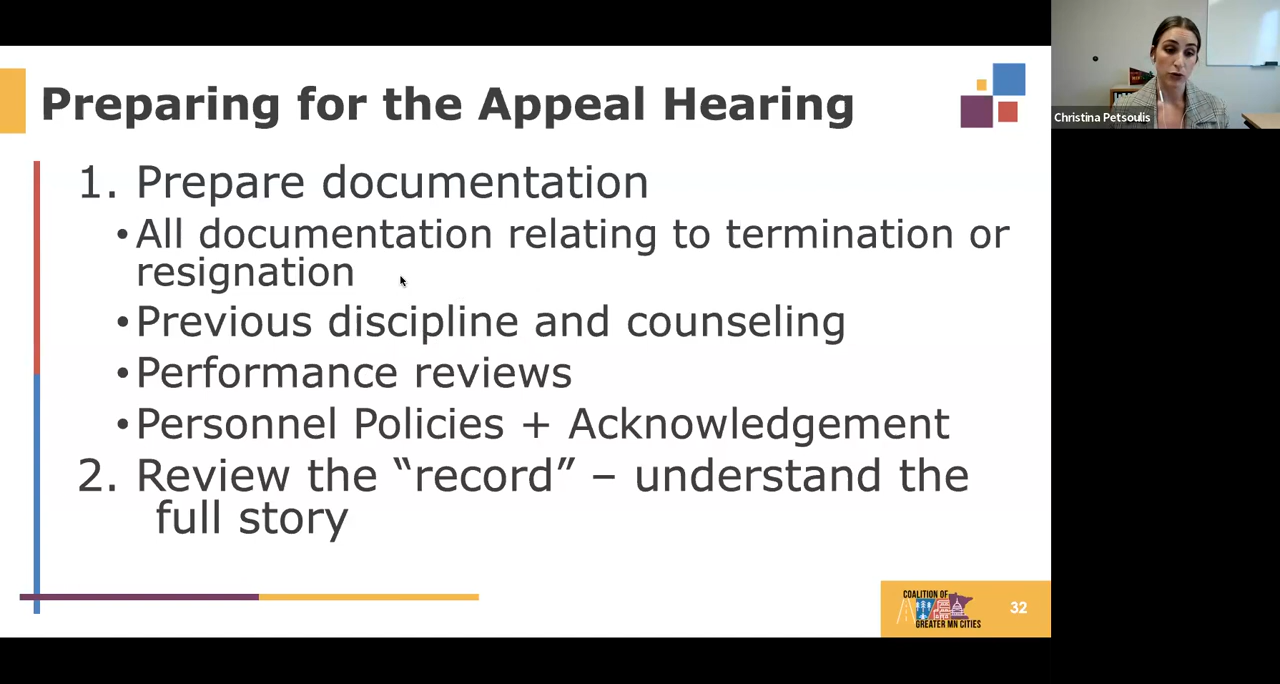 Preparing for the Appeal Hearing
1. Prepare documentation
•All documentation relating to termination or
resignation
•Previous discipline and counseling
•Performance reviews
•Personnel Policies + Acknowledgement
2. Review the “record” – understand the
full story
COALITION OF
GREATER MN CITIES
32
Christina Petsoulis